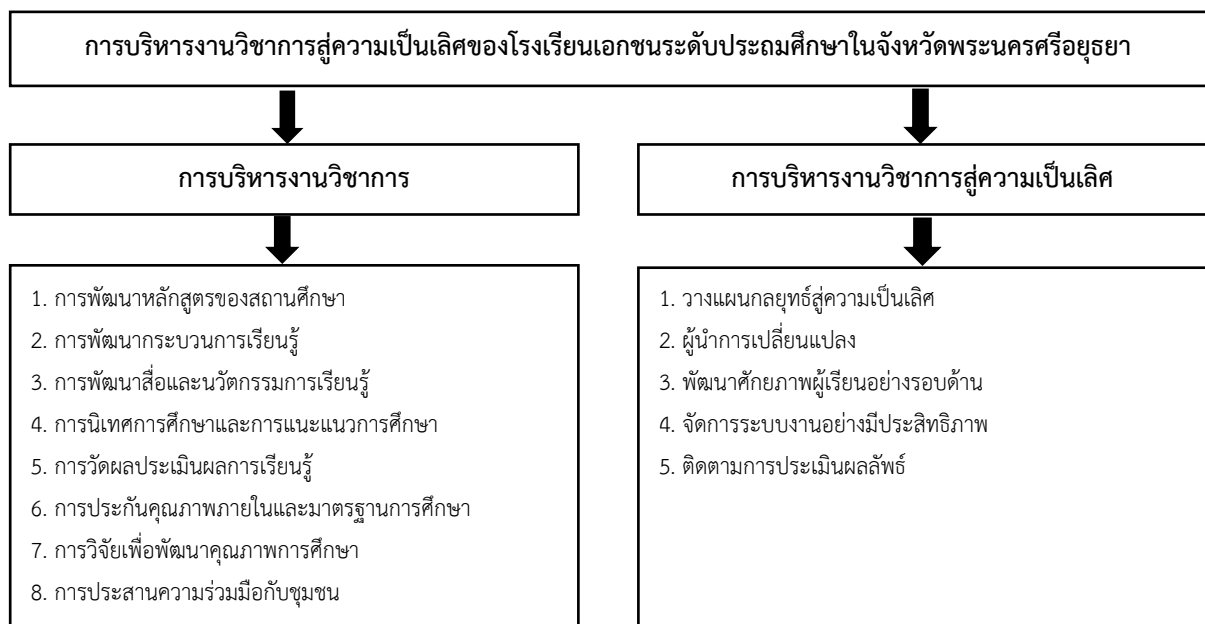 การบริหารงานวิชาการสู่ความเป็นเลิศของโรงเรียนเอกชนระดับประถมศึกษาในจังหวัดพระนครศรีอยุธยา
การบริหารงานวิชาการ
การบริหารงานวิชาการสู่ความเป็นเลิศ
1. การพัฒนาหลักสูตรของสถานศึกษา
2. การพัฒนากระบวนการเรียนรู้
3. การพัฒนาสื่อและนวัตกรรมการเรียนรู้
4. การนิเทศการศึกษาและการแนะแนวการศึกษา
5. การวัดผลประเมินผลการเรียนรู้
6. การประกันคุณภาพภายในและมาตรฐานการศึกษา
7. การวิจัยเพื่อพัฒนาคุณภาพการศึกษา
8. การประสานความร่วมมือกับชุมชน
1. วางแผนกลยุทธ์สู่ความเป็นเลิศ
2. ผู้นำการเปลี่ยนแปลง
3. พัฒนาศักยภาพผู้เรียนอย่างรอบด้าน
4. จัดการระบบงานอย่างมีประสิทธิภาพ
5. ติดตามการประเมินผลลัพธ์